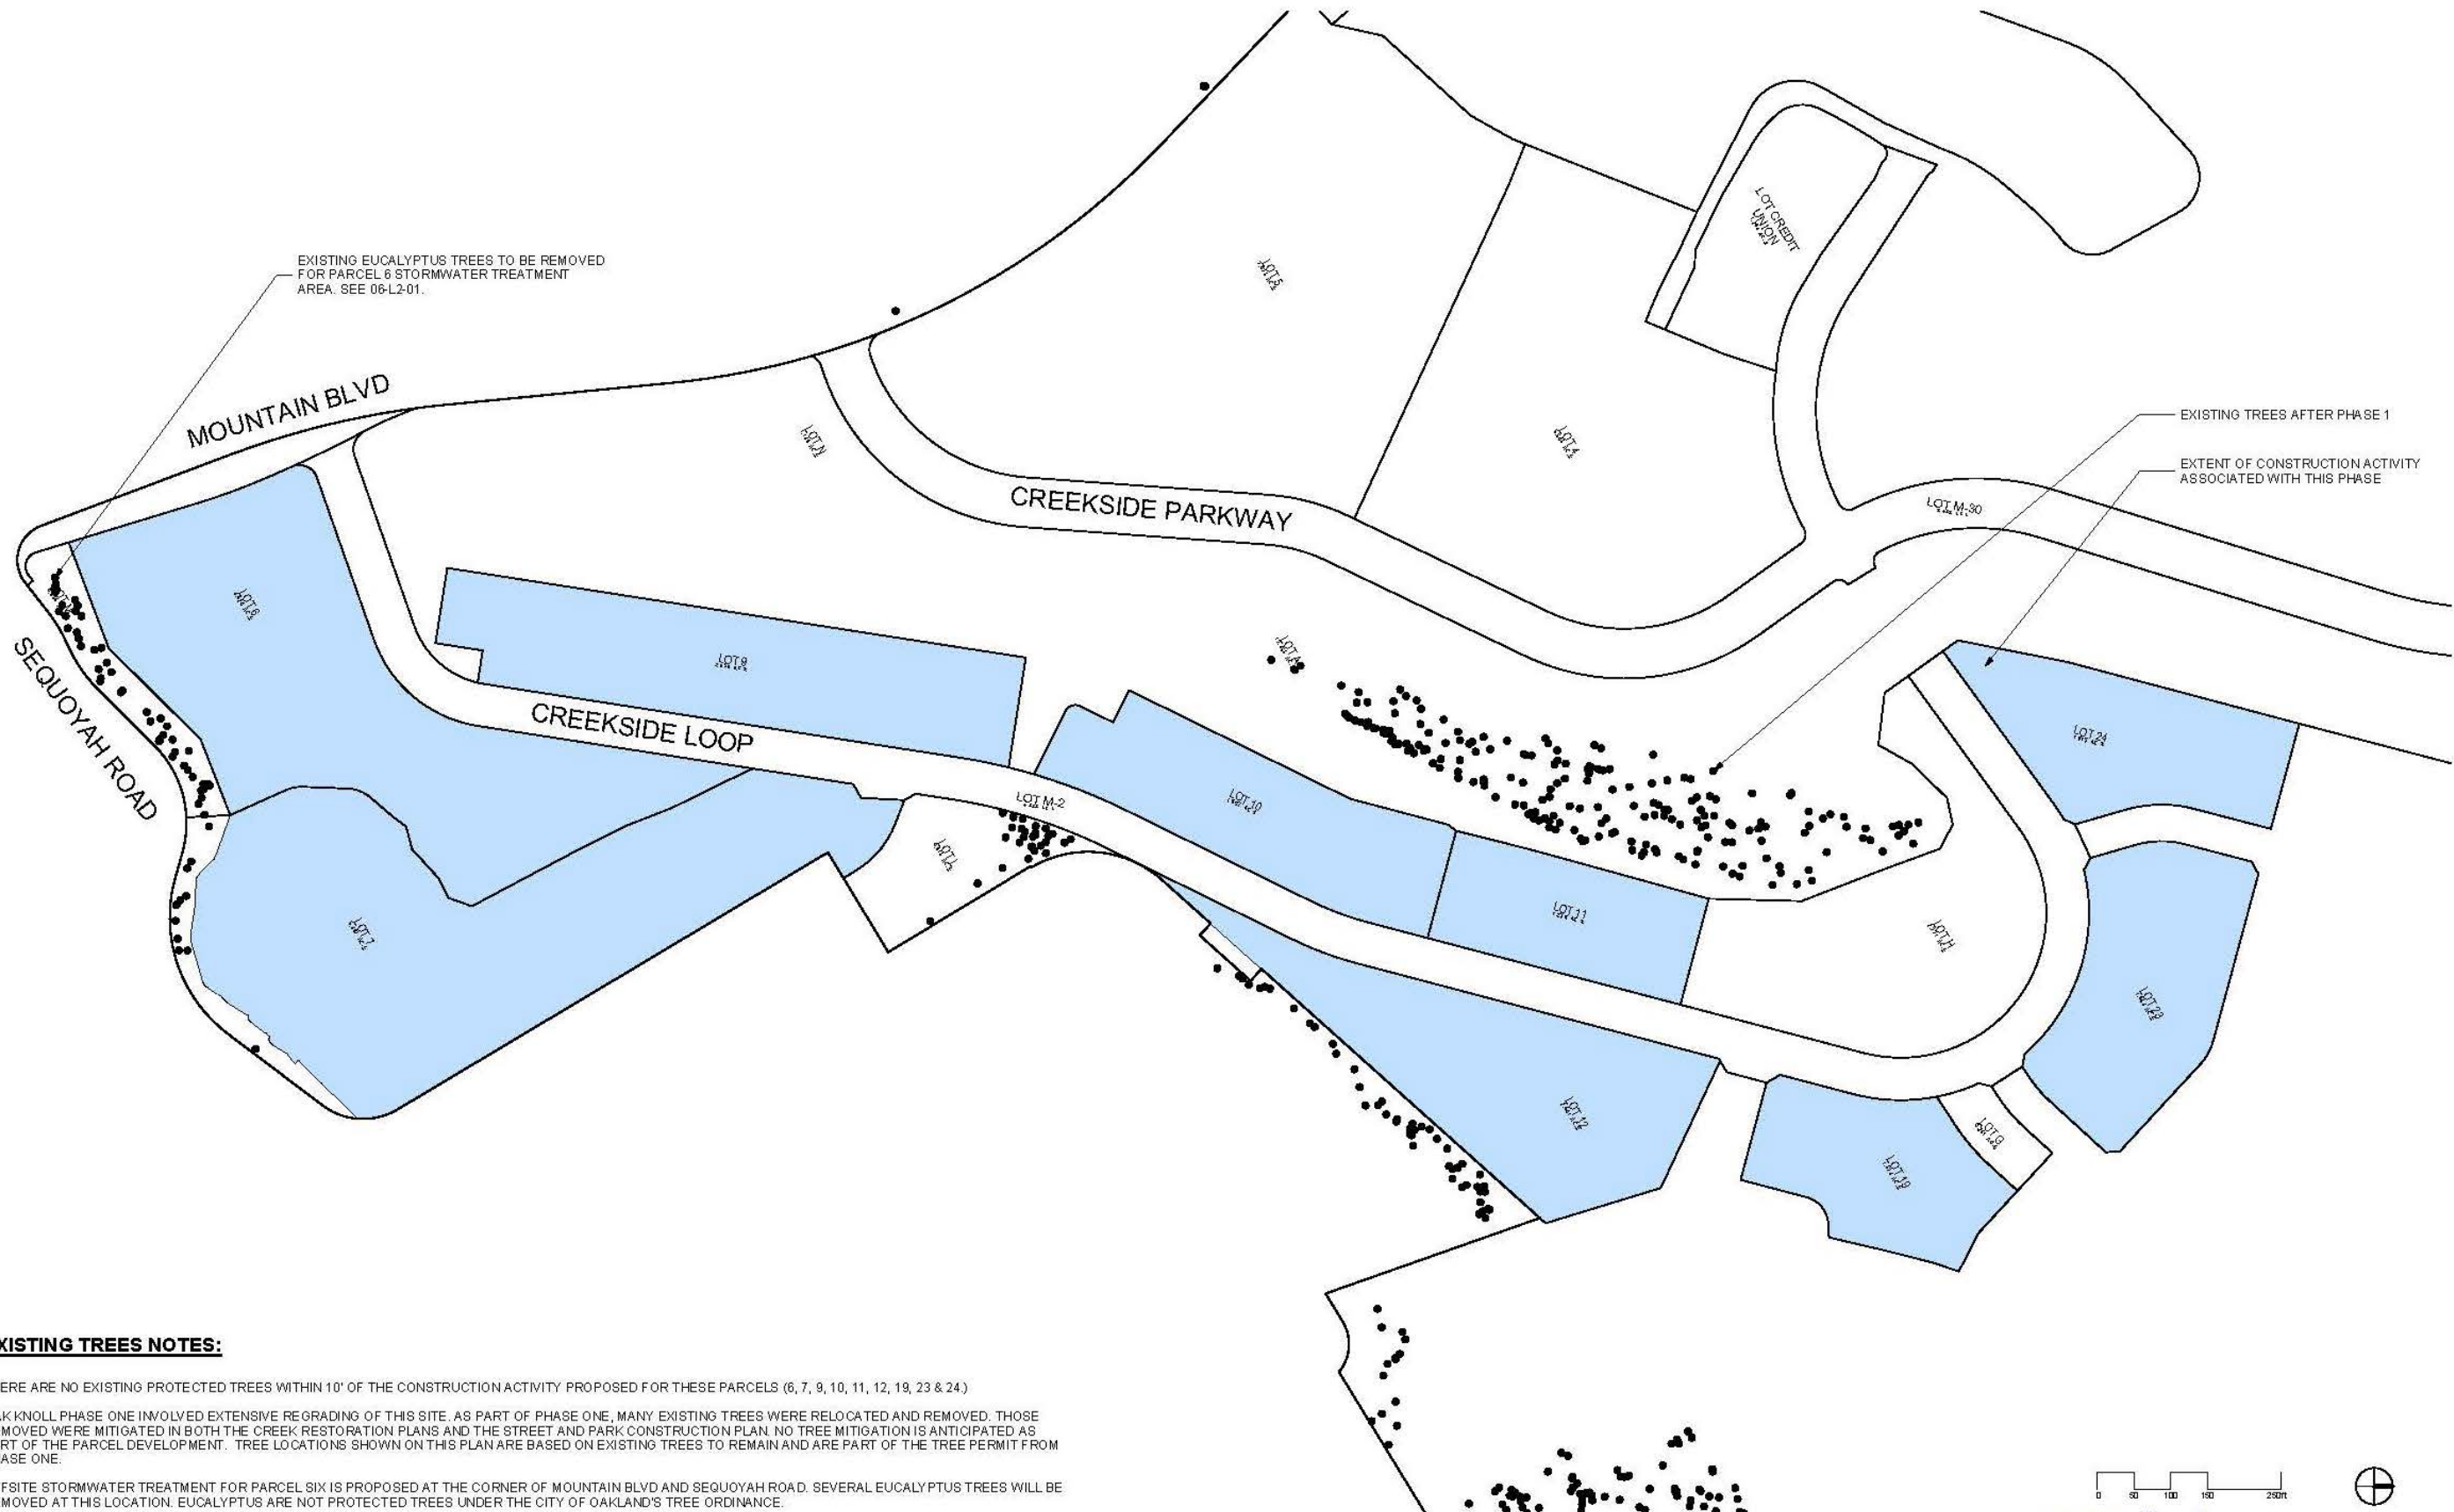 EXISTING EUCALYPTUS TREES TO BE REMOVED
FOR PARCEL 6 STORMWATER TREATMENT
AREA. SEE 06-L2-01.
LOT CREDIT
UNION
LOT 5
MOUNTAIN BLVD
LOT N
LOT 4
EXISTING TREES AFTER PHASE 1
EXTENT OF CONSTRUCTION ACTIVITY
ASSOCIATED WITH THIS PHASE
CREEKSIDE PARKWAY
LOT M-30
LOT 6
SEQUOYAH ROAD
LOT 9
CREEKSIDE LOOP
LOT 24
LOT M-2
LOT 10
LOT L
LOT 11
LOT 7
LOT H
LOT 23
LOT 12
LOT 19
XISTING TREES NOTES:
ERE ARE NO EXISTING PROTECTED TREES WITHIN 10' OF THE CONSTRUCTION ACTIVITY PROPOSED FOR THESE PARCELS (6, 7, 9, 10, 11, 12, 19, 23 & 24.)
K KNOLL PHASE ONE INVOLVED EXTENSIVE REGRADING OF THIS SITE. AS PART OF PHASE ONE, MANY EXISTING TREES WERE RELOCATED AND REMOVED. THOSE
MOVED WERE MITIGATED IN BOTH THE CREEK RESTORATION PLANS AND THE STREET AND PARK CONSTRUCTION PLAN. NO TREE MITIGATION IS ANTICIPATED AS
RT OF THE PARCEL DEVELOPMENT. TREE LOCATIONS SHOWN ON THIS PLAN ARE BASED ON EXISTING TREES TO REMAIN AND ARE PART OF THE TREE PERMIT FROM
ASE ONE.
FSITE STORMWATER TREATMENT FOR PARCEL SIX IS PROPOSED AT THE CORNER OF MOUNTAIN BLVD AND SEQUOYAH ROAD. SEVERAL EUCALYPTUS TREES WILL BE
MOVED AT THIS LOCATION. EUCALYPTUS ARE NOT PROTECTED TREES UNDER THE CITY OF OAKLAND'S TREE ORDINANCE.
0 50 100 150 250ft